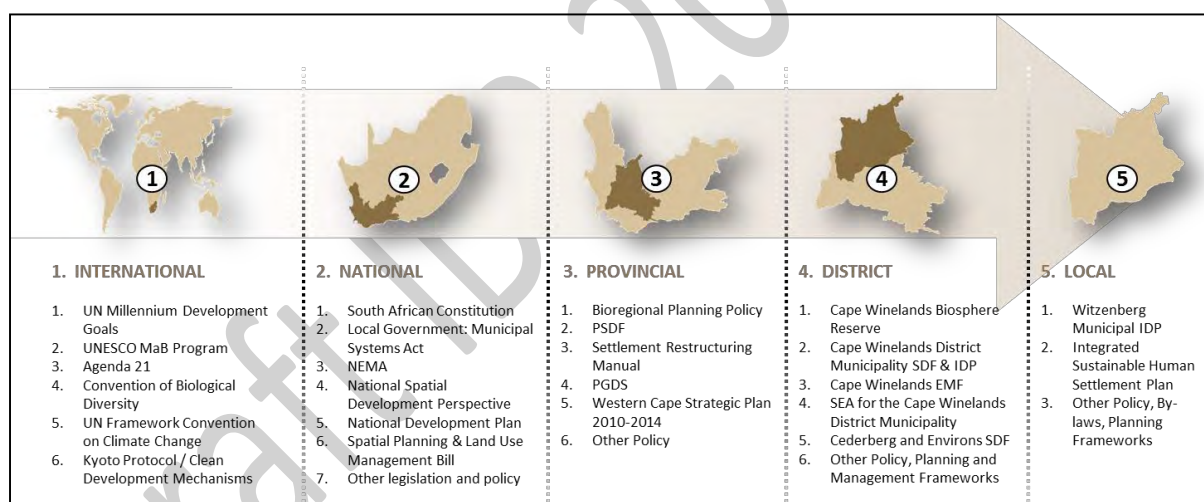 1
2
3
4
5
1. INTERNATIONAL
1. UN Millennium Development
Goals
2. UNESCO MaB Program
3. Agenda 21
4. Convention of Biological
Diversity
5. UN Framework Convention
on Climate Change
6. Kyoto Protocol / Clean
Development Mechanisms
2. NATIONAL
1. South African Constitution
2. Local Government: Municipal
Systems Act
3. NEMA
4. National Spatial
Development Perspective
5. National Development Plan
6. Spatial Planning & Land Use
Management Bill
7. Other legislation and policy
3. PROVINCIAL
1. Bioregional Planning Policy
2. PSDF
3. Settlement Restructuring
Manual
4. PGDS
5. Western Cape Strategic Plan
2010-2014
6. Other Policy
4. DISTRICT
1. Cape Winelands Biosphere
Reserve
2. Cape Winelands District
Municipality SDF & IDP
3. Cape Winelands EMF
4. SEA for the Cape Winelands
District Municipality
5. Cederberg and Environs SDF
6. Other Policy, Planning and
Management Frameworks
5. LOCAL
1. Witzenberg
Municipal IDP
2. Integrated
Sustainable Human
Settlement Plan
3. Other Policy, By-
laws, Planning
Frameworks